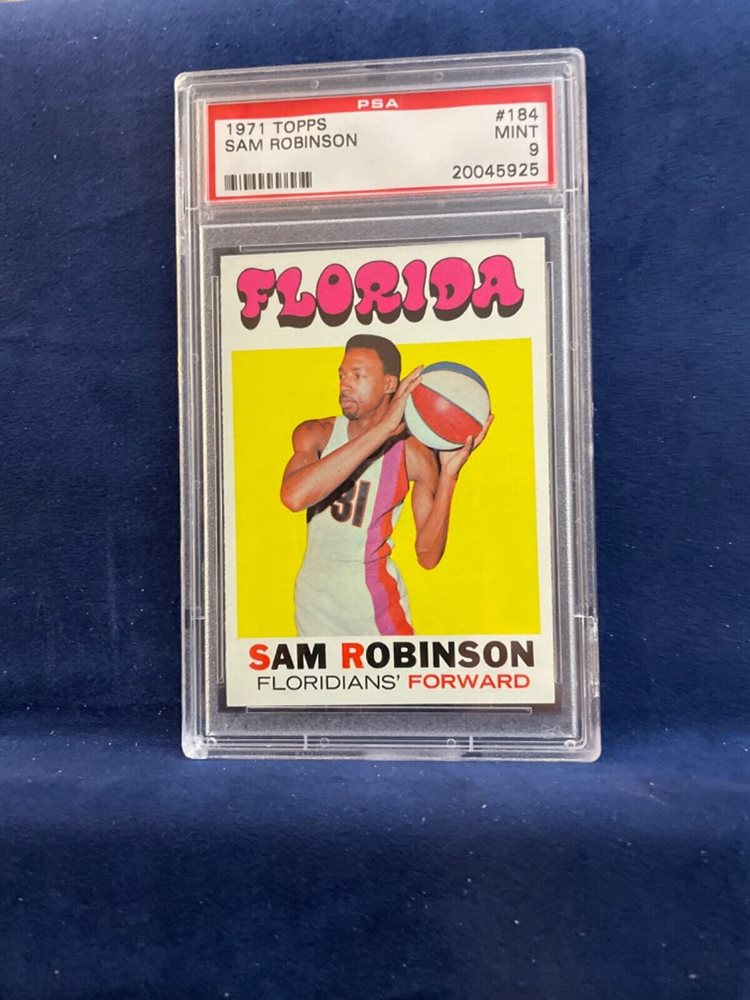 PSA
1971 TOPPS #184
SAM ROBINSON MINT
9
20045925
FLORIDA
31
SAM ROBINSON
FLORIDIANS' FORWARD